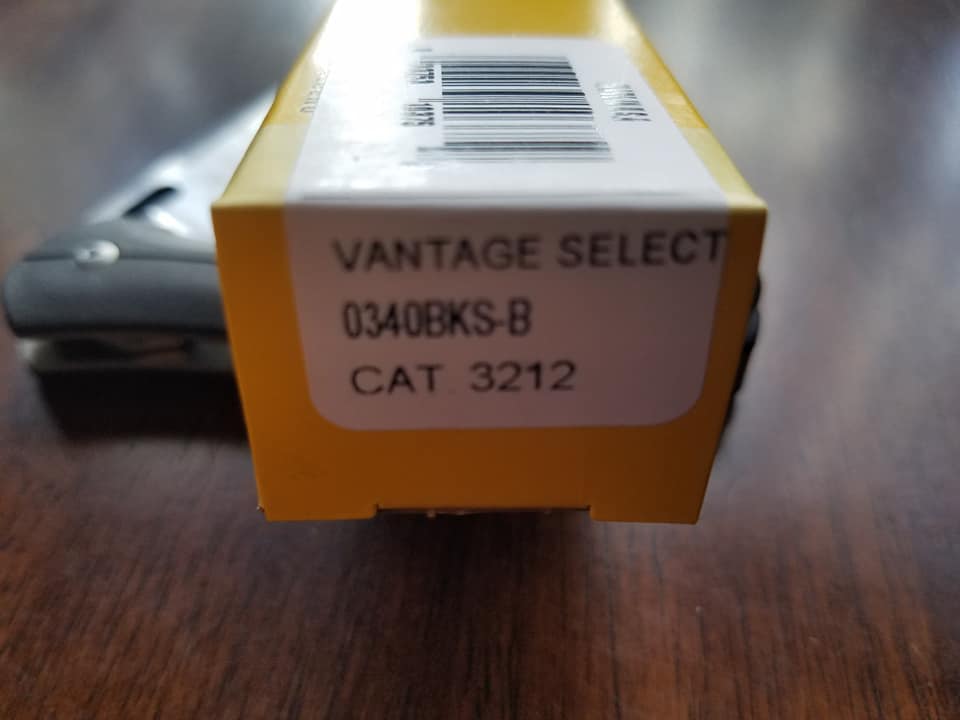 VANTAGE SELECT
0340BKS-B
CAT. 3212